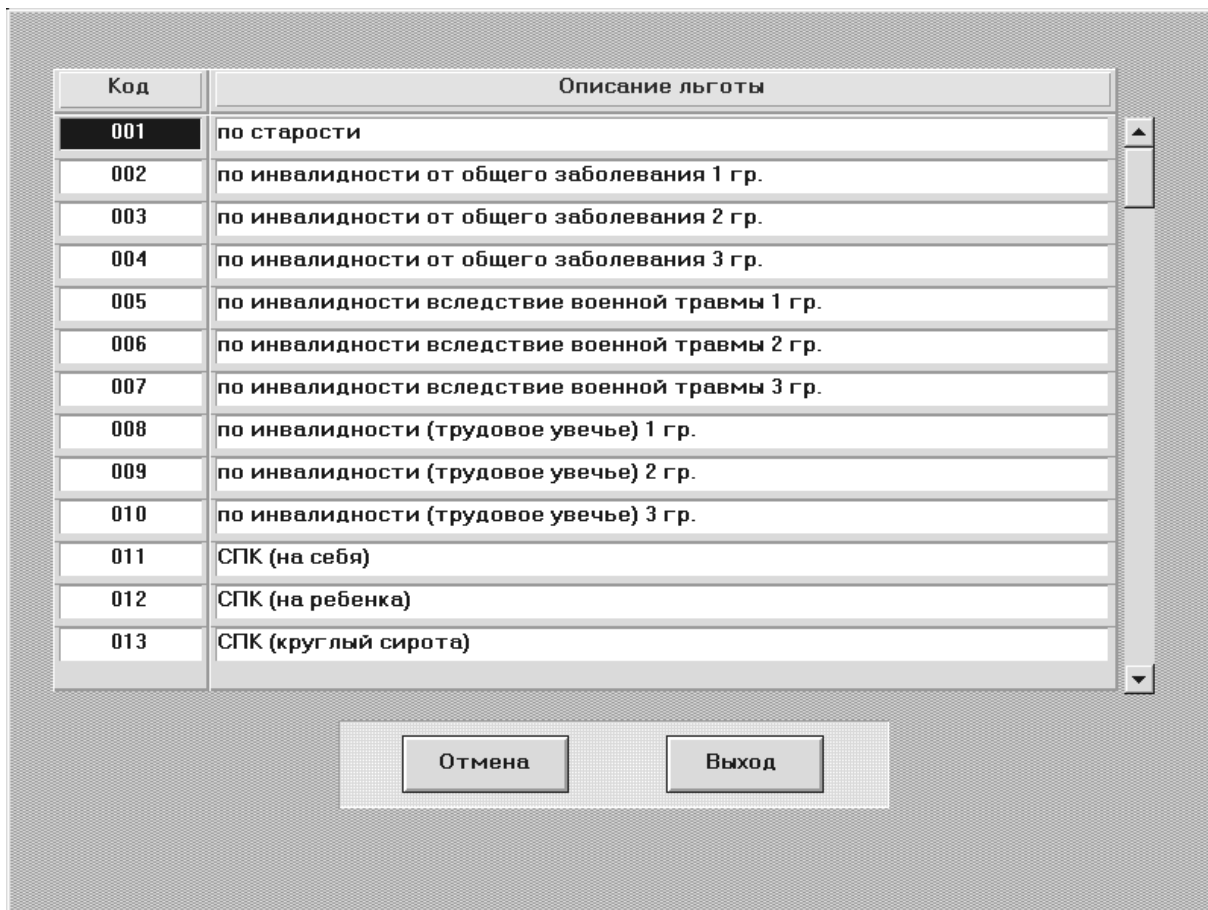 Код Описание льготы
001 по старости
002 по инвалидности от общего заболевания 1 гр.
003 по инвалидности от общего заболевания 2 гр.
004 по инвалидности от общего заболевания 3 гр.
005 по инвалидности вследствие военной травмы 1 гр.
006 по инвалидности вследствие военной травмы 2 гр.
007 по инвалидности вследствие военной травмы 3 гр.
008 по инвалидности (трудовое увечье) 1 гр.
009 по инвалидности (трудовое увечье) 2 гр.
010 по инвалидности (трудовое увечье) 3 гр.
011 СПК (на себя)
012 СПК (на ребенка)
013 СПК (круглый сирота)
Отмена Выход